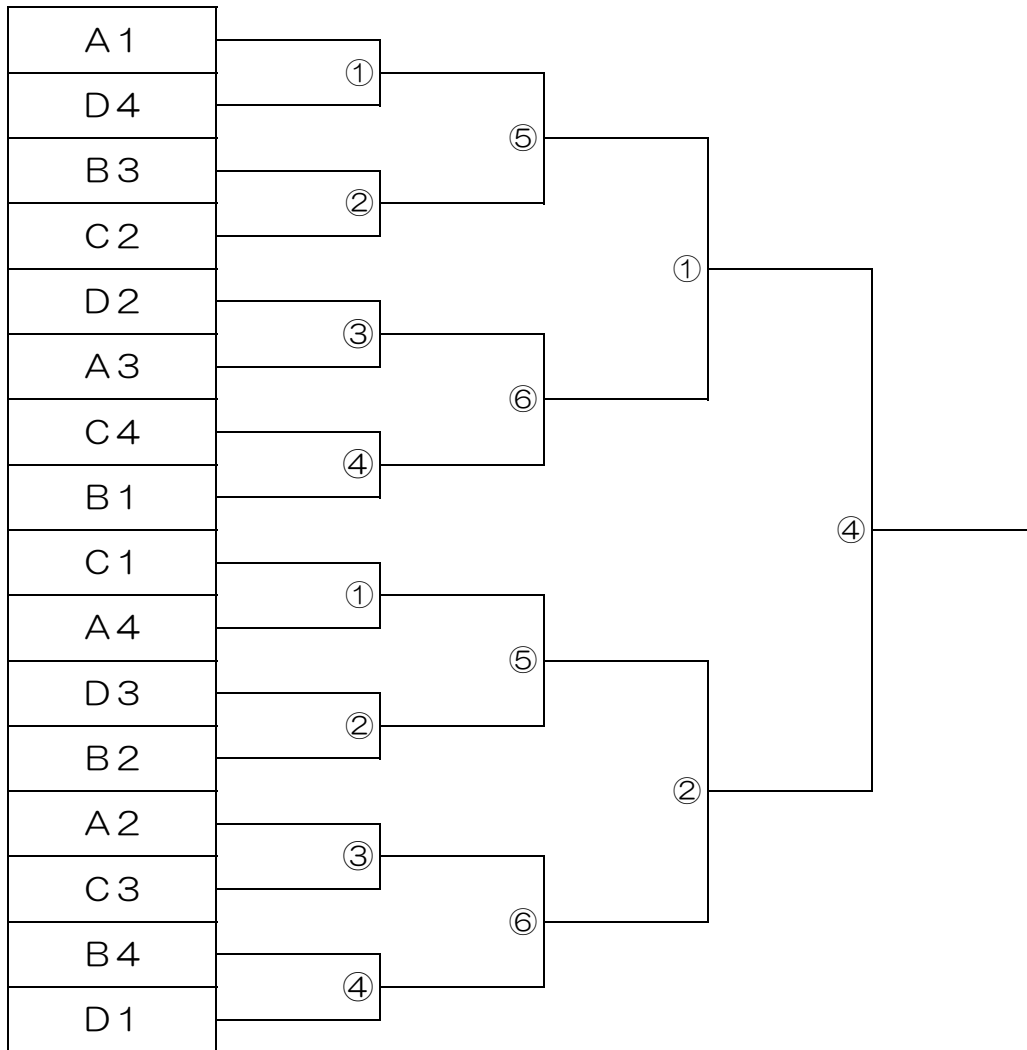 A1
①
D4
⑤
B3
②
C2
①
D2
③
A3
⑥
C4
④
B1
④
C1
①
A4
⑤
D3
②
B2
②
A2
③
C3
⑥
B4
④
D1